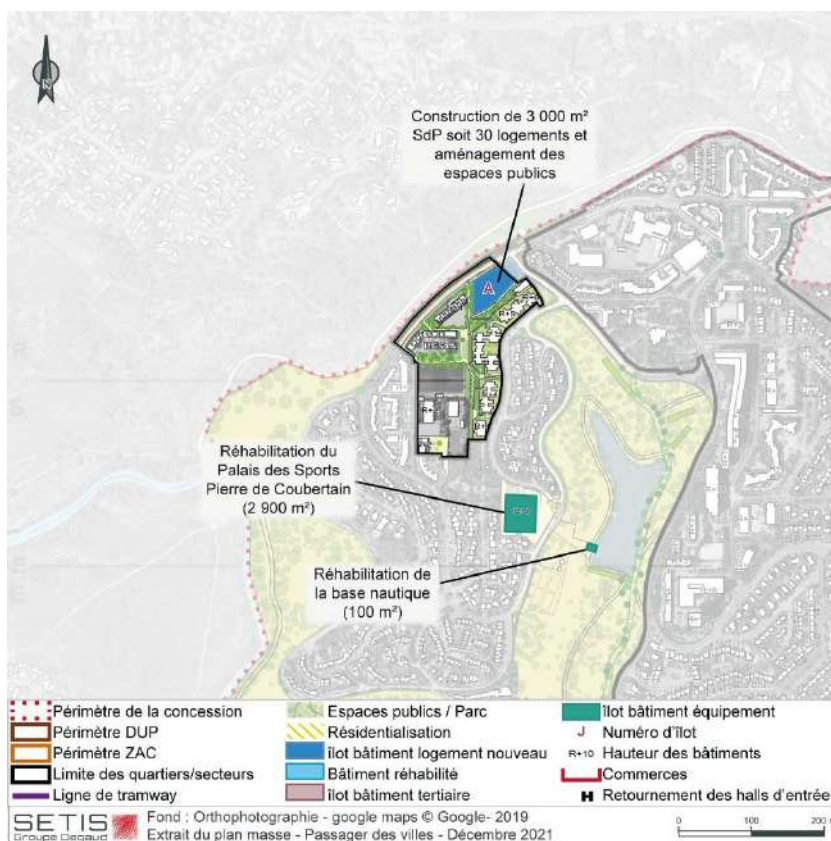 N
Construction de 3 000 m²
SdP soit 30 logements et
aménagement des
espaces publics
A
Réhabilitation du
Palais des Sports
Pierre de Coubertain
(2 900 m²)
Réhabilitation de
la base nautique
(100 m²)
Périmètre de la concession
Périmètre DUP
Périmètre ZAC
Limite des quartiers/secteurs
Ligne de tramway
Espaces publics / Parc
Résidentialisation
îlot bâtiment logement nouveau
Bâtiment réhabilité
îlot bâtiment tertiaire
îlot bâtiment équipement
J Numéro d'îlot
R+10 Hauteur des bâtiments
Commerces
H Retournement des halls d'entrée
SETIS
Groupe Degaud
Fond : Orthophotographie - google maps © Google- 2019
Extrait du plan masse - Passager des villes - Décembre 2021
0 100 200